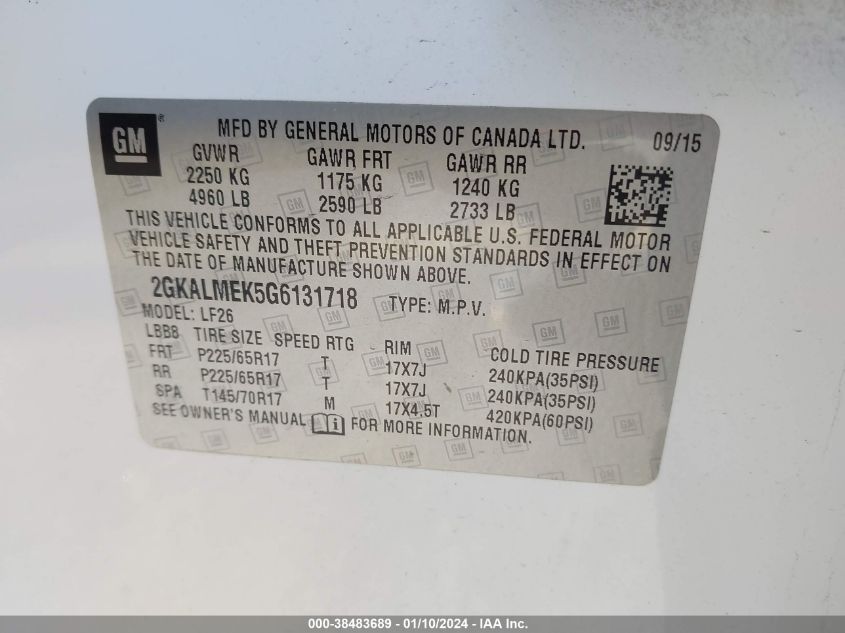 GM ® MFD BY GENERAL MOTORS OF CANADA LTD. 09/15
GVWR GAWR FRT GAWR RR
2250 KG 1175 KG 1240 KG
4960 LB 2590 LB 2733 LB
THIS VEHICLE CONFORMS TO ALL APPLICABLE U.S. FEDERAL MOTOR
VEHICLE SAFETY AND THEFT PREVENTION STANDARDS IN EFFECT ON
THE DATE OF MANUFACTURE SHOWN ABOVE.
2GKALMEK5G6131718 TYPE: M.P.V.
MODEL: LF26
LBB8 TIRE SIZE SPEED RTG RIM COLD TIRE PRESSURE
FRT P225/65R17 T 17X7J 240KPA(35PSI)
RR P225/65R17 T 17X7J 240KPA(35PSI)
SPA T145/70R17 M 17X4.5T 420KPA(60PSI)
SEE OWNER'S MANUAL FOR MORE INFORMATION.
000-38483689 - 01/10/2024 - IAA Inc.